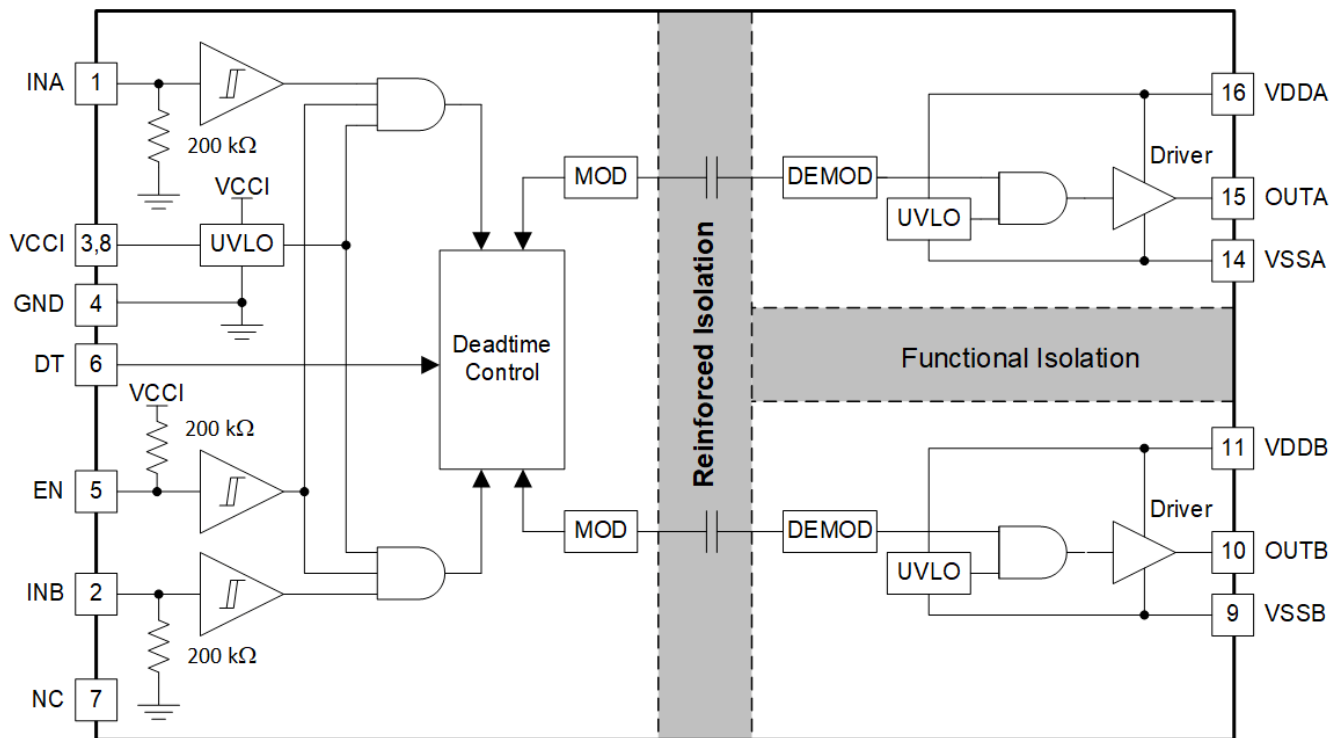 INA
1
200 kΩ
VCCI
VCCI
3,8
UVLO
GND
4
DT
6
VCCI
200 kΩ
EN
5
INB
2
200 kΩ
NC
7
Deadtime
Control
MOD
MOD
Reinforced Isolation
Functional Isolation
DEMOD
UVLO
Driver
16
VDDA
15
OUTA
14
VSSA
DEMOD
UVLO
Driver
11
VDDB
10
OUTB
9
VSSB